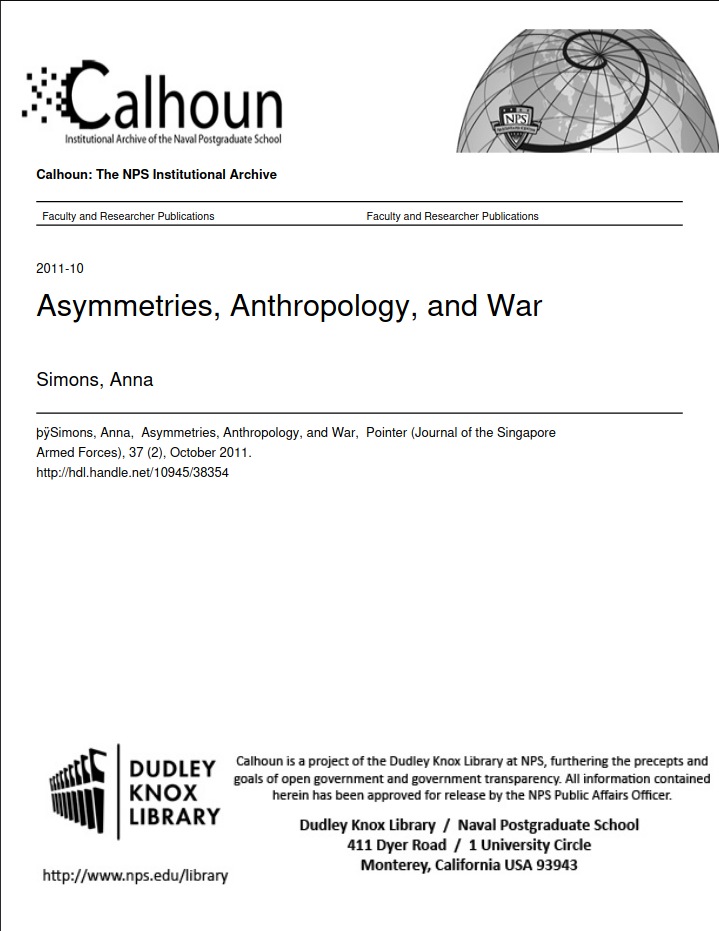 Calhoun
Institutional Archive of the Naval Postgraduate School
NPS
Calhoun: The NPS Institutional Archive
Faculty and Researcher Publications Faculty and Researcher Publications
2011-10
Asymmetries, Anthropology, and War
Simons, Anna
þÿSimons, Anna, Asymmetries, Anthropology, and War, Pointer (Journal of the Singapore
Armed Forces), 37 (2), October 2011.
http://hdl.handle.net/10945/38354
DUDLEY
KNOX
LIBRARY
http://www.nps.edu/library
Calhoun is a project of the Dudley Knox Library at NPS, furthering the precepts and
goals of open government and government transparency. All information contained
herein has been approved for release by the NPS Public Affairs Officer.
Dudley Knox Library / Naval Postgraduate School
411 Dyer Road / 1 University Circle
Monterey, California USA 93943